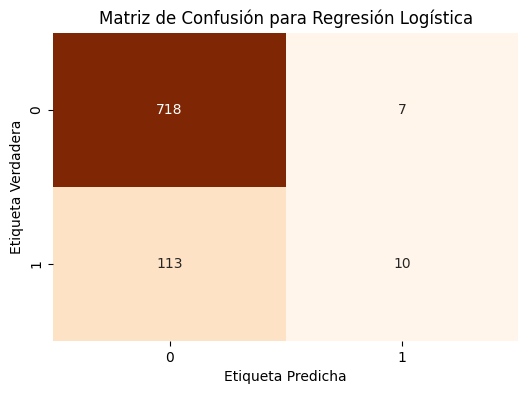 Matriz de Confusión para Regresión Logística
Etiqueta Verdadera
0
718
7
1
113
10
0
1
Etiqueta Predicha